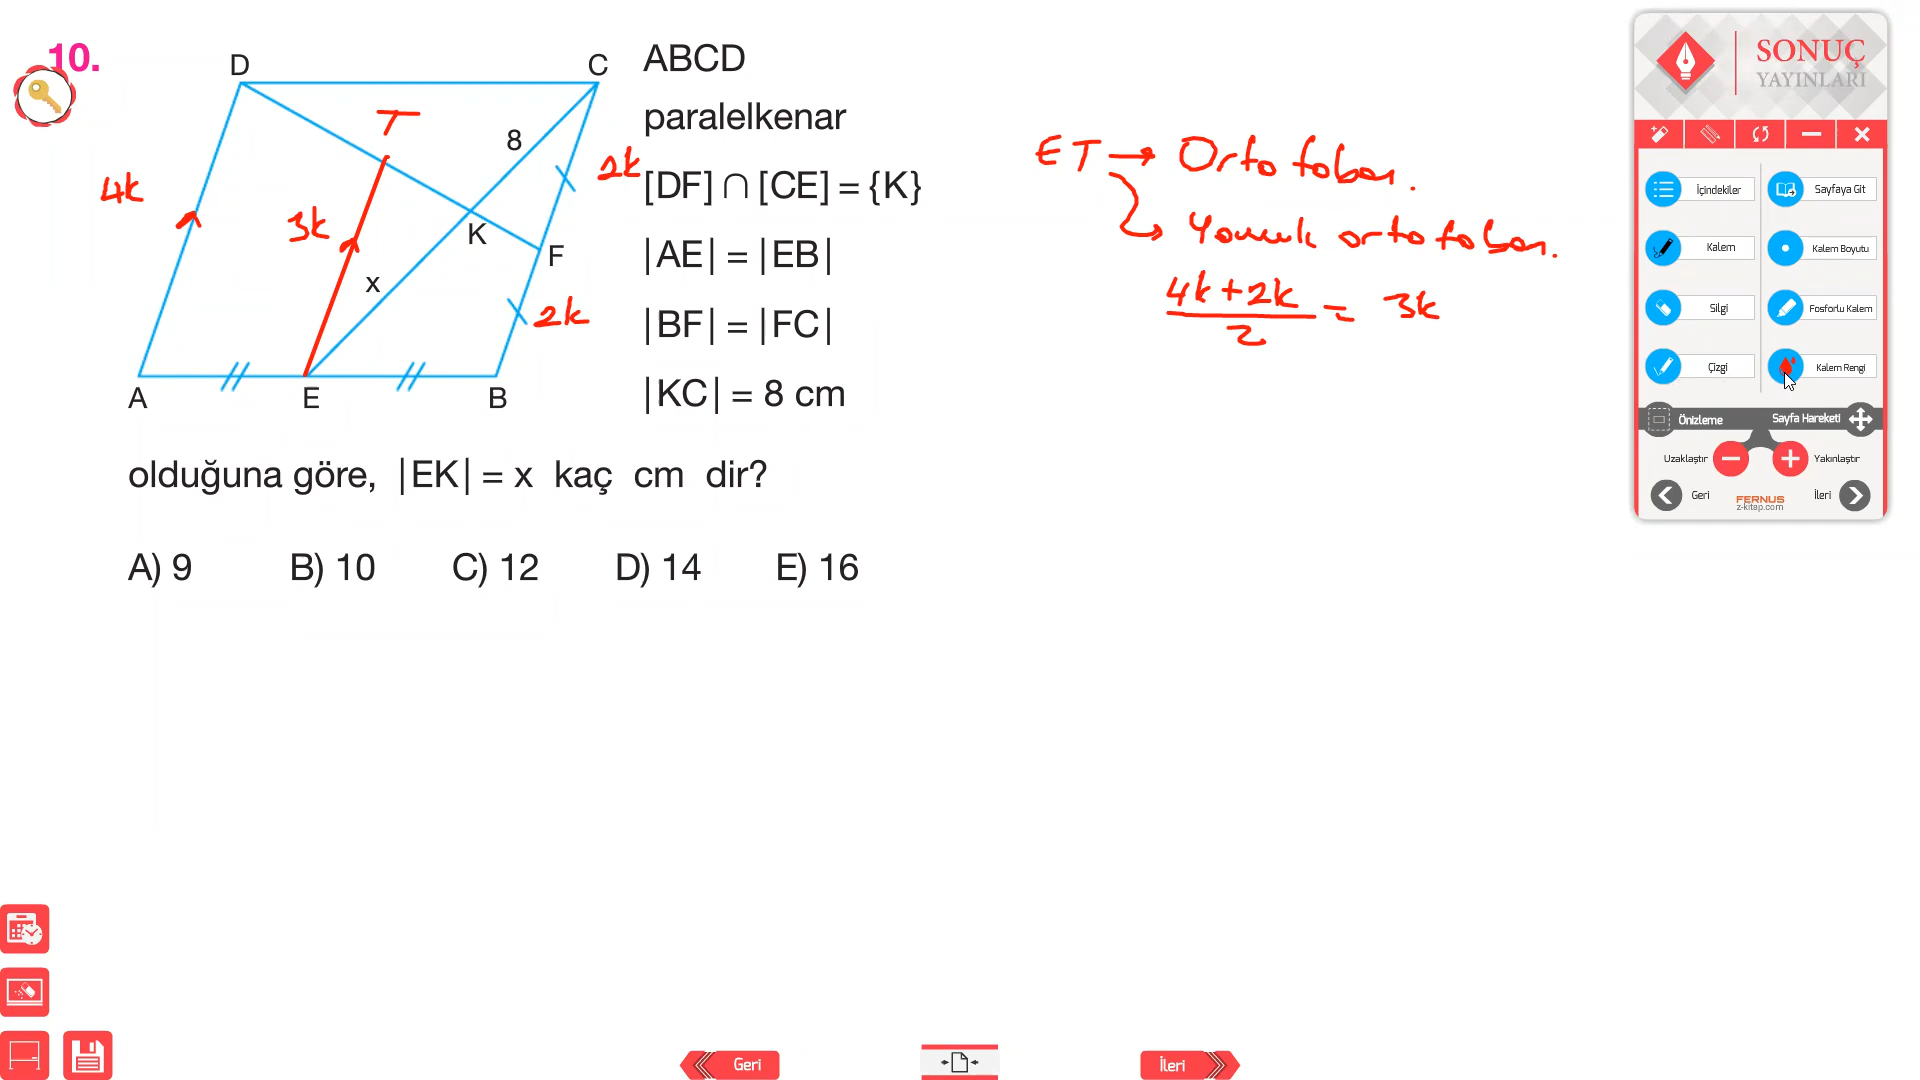 10.
D
C
T
8
2k
4k
3k
K
F
x
2k
A
E
B
ABCD
paralelkenar
[DF] ∩ [CE] = {K}
|AE| = |EB|
|BF| = |FC|
|KC| = 8 cm
olduğuna göre, |EK| = x kaç cm dir?
A) 9 B) 10 C) 12 D) 14 E) 16
ET → Orta taban.
Yamuk orta taban.
4k+2k
2
= 3k
SONUÇ
YAYINLARI
İçindekiler
Sayfaya Git
Kalem
Kalem Boyutu
Silgi
Fosforlu Kalem
Çizgi
Kalem Rengi
Önizleme
Sayfa Hareketi
Uzaklaştır
Yakınlaştır
Geri
FERNUS
z-kitap.com
İleri
Geri
İleri